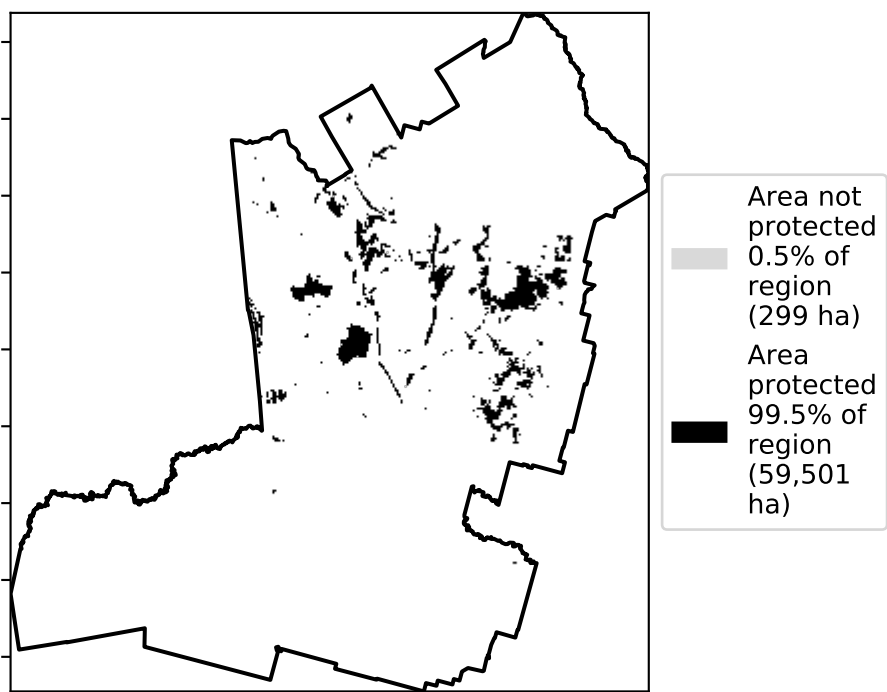 Area not
protected
0.5% of
region
(299 ha)
Area
protected
99.5% of
region
(59,501
ha)